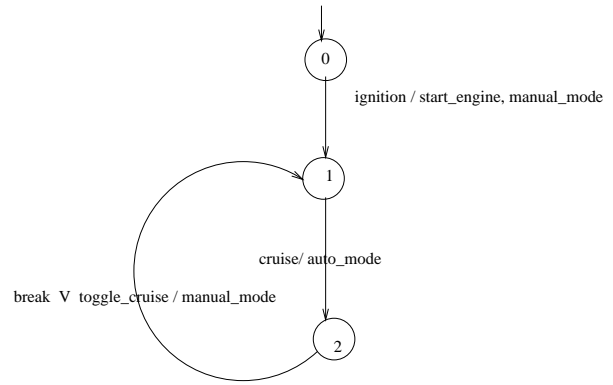 0
ignition / start_engine, manual_mode
1
cruise/ auto_mode
break V toggle_cruise / manual_mode
2